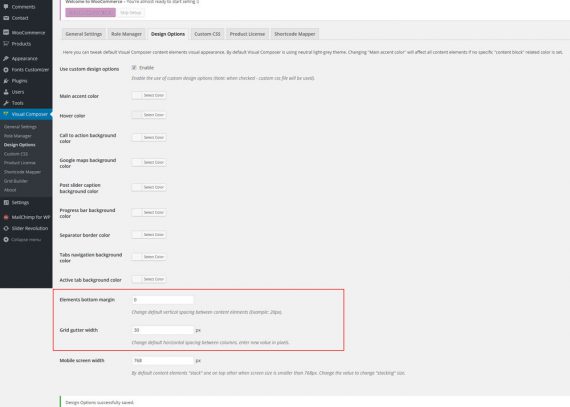 Comments
Contact
WooCommerce
Products
Appearance
Fonts Customizer
Plugins
Users
Tools
Visual Composer
General Settings
Role Manager
Design Options
Custom CSS
Product License
Shortcode Mapper
Grid Builder
About
Settings
MailChimp for WP
Slider Revolution
Collapse menu
Welcome to WooCommerce – You're almost ready to start selling :)
Skip Setup
General Settings Role Manager Design Options Custom CSS Product License Shortcode Mapper
Here you can tweak default Visual Composer content elements visual appearance. By default Visual Composer is using neutral light-grey theme. Changing "Main accent color" will affect all content elements if no specific "content block" related color is set.
Use custom design options Enable
Enable the use of custom design options (Note: when checked - custom css file will be used).
Main accent color Select Color
Hover color Select Color
Call to action background color Select Color
Google maps background color Select Color
Post slider caption background color Select Color
Progress bar background color Select Color
Separator border color Select Color
Tabs navigation background color Select Color
Active tab background color Select Color
Elements bottom margin 0
Change default vertical spacing between content elements (Example: 20px).
Grid gutter width 30 px
Change default horizontal spacing between columns, enter new value in pixels.
Mobile screen width 768 px
By default content elements "stack" one on top other when screen size is smaller than 768px. Change the value to change "stacking" size.
Design Options successfully saved.